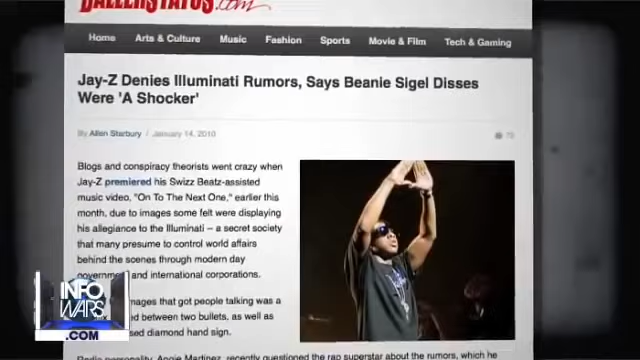 BALLERSTATUS.com
Home Arts & Culture Music Fashion Sports Movie & Film Tech & Gaming
Jay-Z Denies Illuminati Rumors, Says Beanie Sigel Disses
Were 'A Shocker'
By Allen Starbury / January 14, 2010
Blogs and conspiracy theorists went crazy when
Jay-Z premiered his Swizz Beatz-assisted
music video, "On To The Next One," earlier this
month, due to images some felt were displaying
his allegiance to the Illuminati – a secret society
that many presume to control world affairs
behind the scenes through modern day
and international corporations.
images that got people talking was a
between two bullets, as well as
diamond hand sign.
Radio personality, Angie Martinez, recently questioned the rap superstar about the rumors, which he
INFO
WARS
.COM